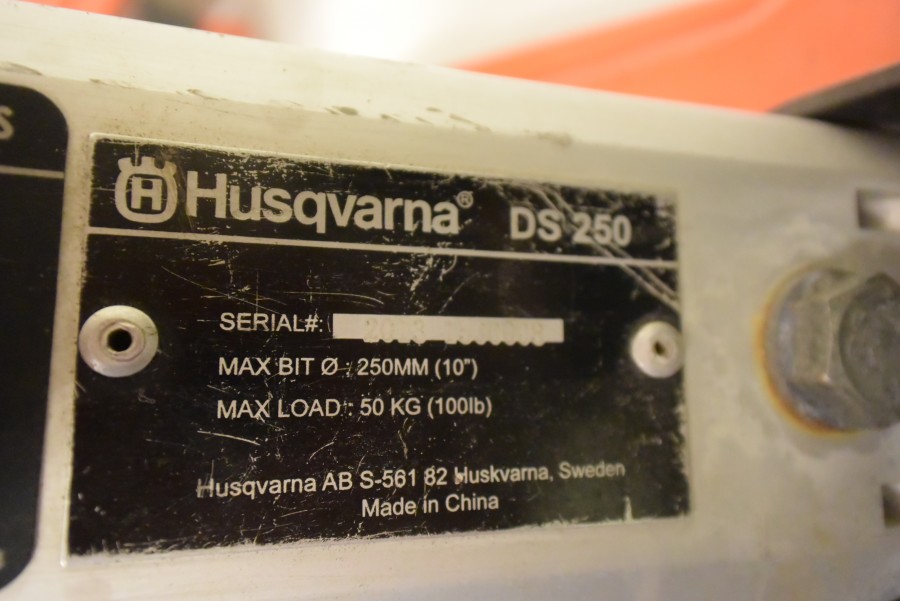 S
H Husqvarna® DS 250
SERIAL#:
MAX BIT Ø : 250MM (10")
MAX LOAD : 50 KG (100lb)
Husqvarna AB S-561 82 Huskvarna, Sweden
Made in China